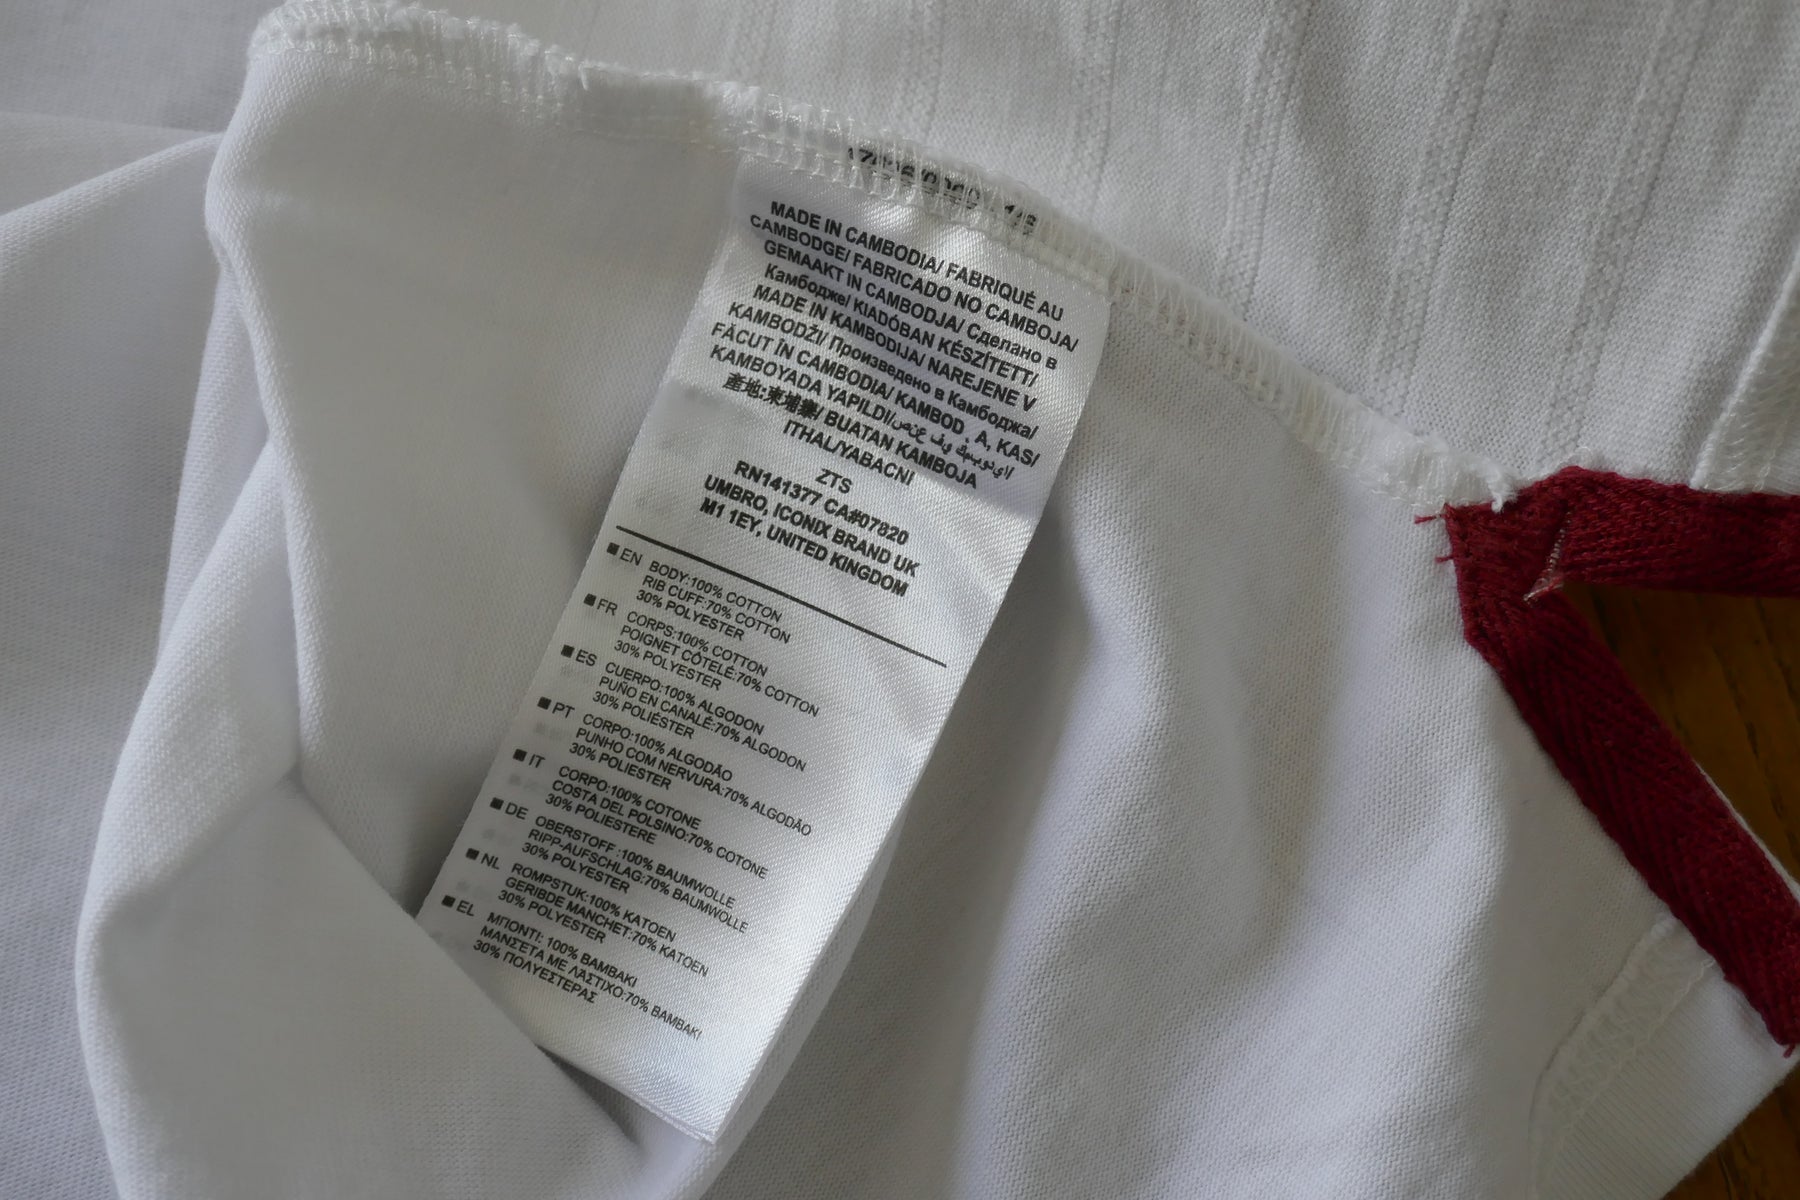 MADE IN CAMBODIA/ FABRIQUÉ AU
CAMBODGE/ FABRICADO NO CAMBOJA/
GEMAAKT IN CAMBODJA/ Сделано в
Камбодже/ KIADÓBAN KÉSZÍTETT/
MADE IN KAMBODIJA/ NAREJENE V
KAMBODŽI/ Произведено в Камбоджа/
FĂCUT ÎN CAMBODIA/ KAMBOD , A, KAS/
KAMBOYADA YAPILDI/
產地:柬埔寨/ BUATAN KAMBOJA
ITHAL/YABACNI
ZTS
RN141377 CA#07820
UMBRO, ICONIX BRAND UK
M1 1EY, UNITED KINGDOM
EN BODY:100% COTTON
RIB CUFF:70% COTTON
30% POLYESTER
FR CORPS:100% COTTON
POIGNET CÔTELÉ:70% COTTON
30% POLYESTER
ES CUERPO:100% ALGODON
PUÑO EN CANALÉ:70% ALGODON
30% POLIÉSTER
PT CORPO:100% ALGODÃO
PUNHO COM NERVURA:70% ALGODÃO
30% POLIESTER
IT CORPO:100% COTONE
COSTA DEL POLSINO:70% COTONE
30% POLIESTERE
DE OBERSTOFF :100% BAUMWOLLE
RIPP-AUFSCHLAG:70% BAUMWOLLE
30% POLYESTER
NL ROMPSTUK:100% KATOEN
GERIBDE MANCHET:70% KATOEN
30% POLYESTER
EL ΜΠΟΝΤΙ: 100% ΒΑΜΒΑΚΙ
ΜΑΝΣΕΤΑ ΜΕ ΛΑΣΤΙΧΟ:70% ΒΑΜΒΑΚΙ
30% ΠΟΛΥΕΣΤΕΡΑΣ